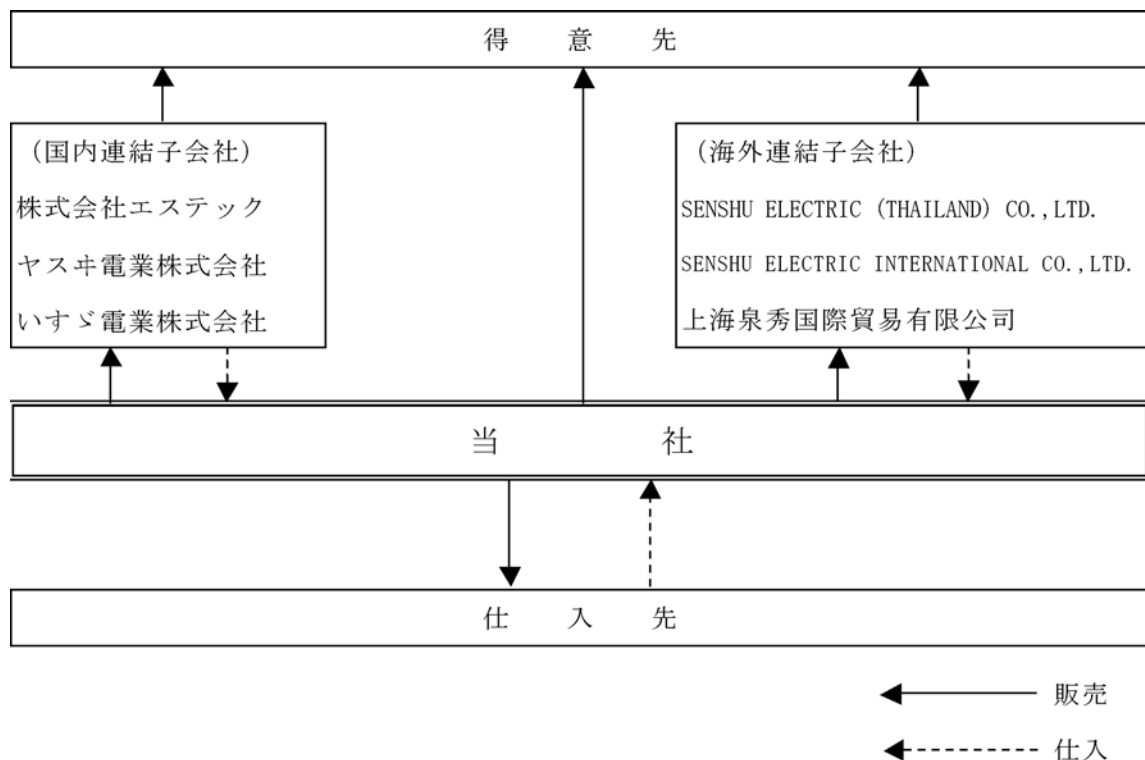 得意先
(国内連結子会社)
株式会社エステック
ヤスヰ電業株式会社
いすゞ電業株式会社
(海外連結子会社)
SENSHU ELECTRIC (THAILAND) CO.,LTD.
SENSHU ELECTRIC INTERNATIONAL CO.,LTD.
上海泉秀国際貿易有限公司
当社
仕入先
販売
仕入